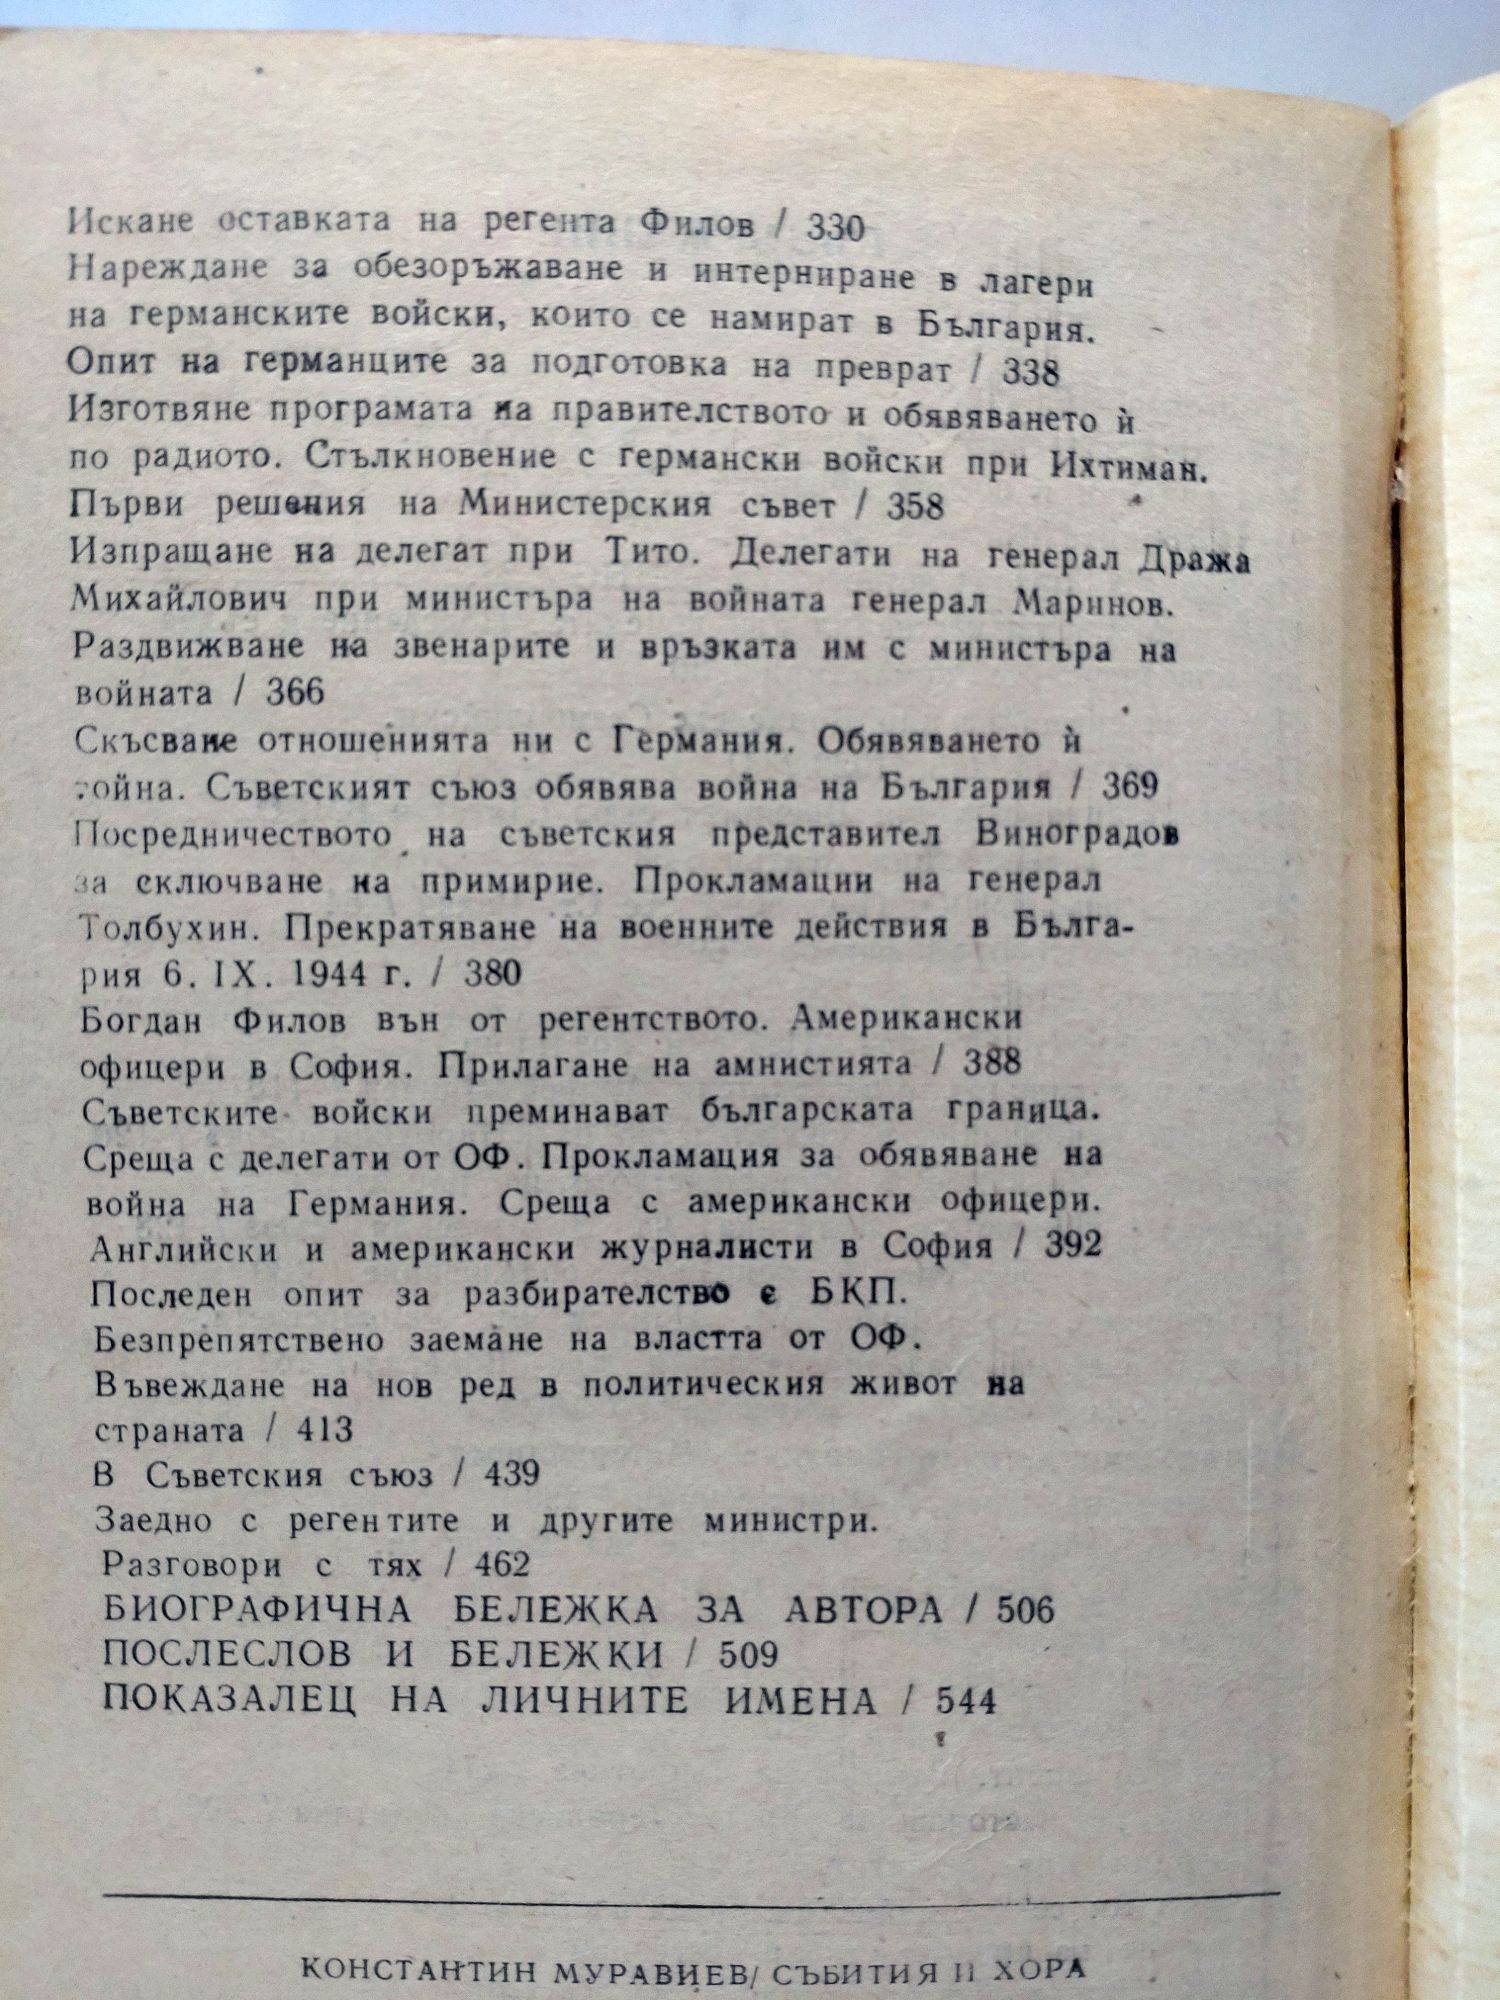 Искане оставката на регента Филов / 330
Нареждане за обезоръжаване и интерниране в лагери
на германските войски, които се намират в България.
Опит на германците за подготовка на преврат / 338
Изготвяне програмата на правителството и обявяването ѝ
по радиото. Стълкновение с германски войски при Ихтиман.
Първи решения на Министерския съвет / 358
Изпращане на делегат при Тито. Делегати на генерал Дража
Михайлович при министъра на войната генерал Маринов.
Раздвижване на звенарите и връзката им с министъра на
войната / 366
Скъсване отношенията ни с Германия. Обявяването ѝ
война. Съветският съюз обявява война на България / 369
Посредничеството на съветския представител Виноградов
за сключване на примирие. Прокламации на генерал
Толбухин. Прекратяване на военните действия в Бълга-
рия 6. IX. 1944 г. / 380
Богдан Филов вън от регентството. Американски
офицери в София. Прилагане на амнистията / 388
Съветските войски преминават българската граница.
Среща с делегати от ОФ. Прокламация за обявяване на
война на Германия. Среща с американски офицери.
Английски и американски журналисти в София / 392
Последен опит за разбирателство с БКП.
Безпрепятствено заемане на властта от ОФ.
Въвеждане на нов ред в политическия живот на
страната / 413
В Съветския съюз / 439
Заедно с регентите и другите министри.
Разговори с тях / 462
БИОГРАФИЧНА БЕЛЕЖКА ЗА АВТОРА / 506
ПОСЛЕСЛОВ И БЕЛЕЖКИ / 509
ПОКАЗАЛЕЦ НА ЛИЧНИТЕ ИМЕНА / 544
КОНСТАНТИН МУРАВИЕВ/ СЪБИТИЯ И ХОРА